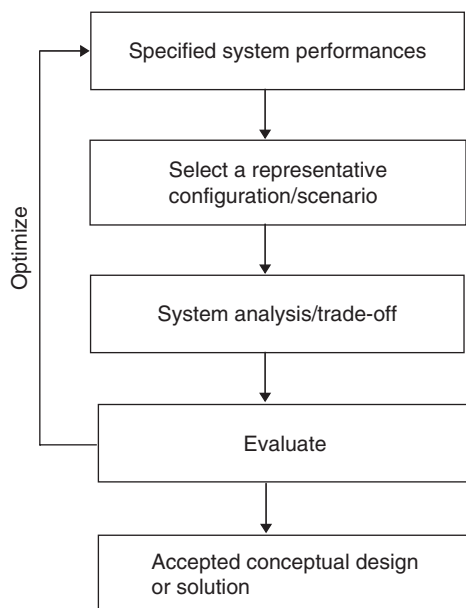 Specified system performances
Select a representative
configuration/scenario
Optimize
System analysis/trade-off
Evaluate
Accepted conceptual design
or solution